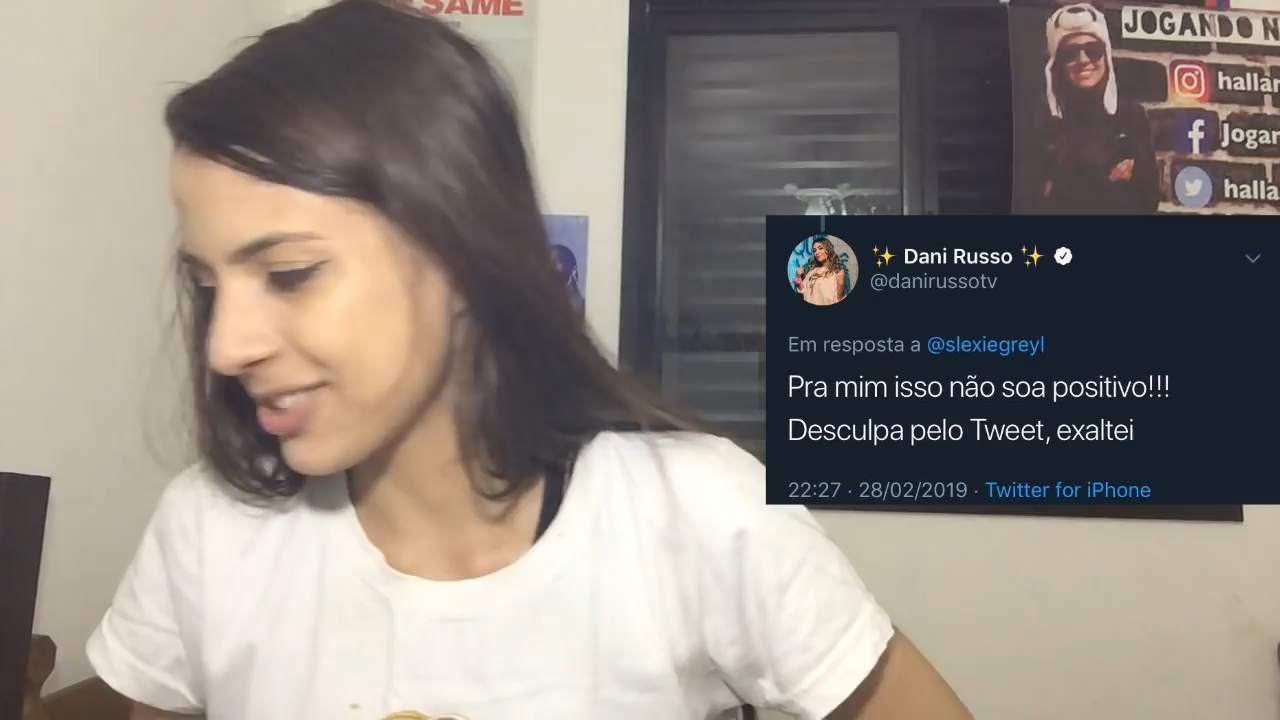 SAME
JOGANDO N
hallar
Jogar
halla
✨ Dani Russo ✨
@danirussotv
Em resposta a @slexiegreyl
Pra mim isso não soa positivo!!!
Desculpa pelo Tweet, exaltei
22:27 · 28/02/2019 · Twitter for iPhone